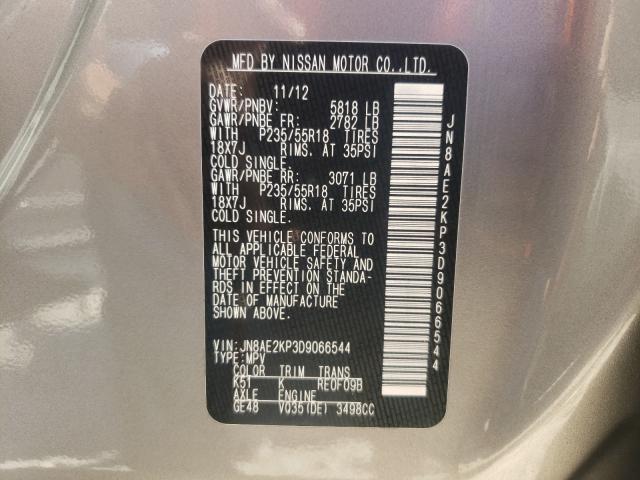 MFD BY NISSAN MOTOR CO.,LTD.
DATE: 11/12
GVWR/PNBV: 5818 LB
GAWR/PNBE FR: 2782 LB
WITH P235/55R18 TIRES
18X7J RIMS. AT 35PSI
COLD SINGLE.
GAWR/PNBE RR: 3071 LB
WITH P235/55R18 TIRES
18X7J RIMS. AT 35PSI
COLD SINGLE.
THIS VEHICLE CONFORMS TO
ALL APPLICABLE FEDERAL
MOTOR VEHICLE SAFETY AND
THEFT PREVENTION STANDA-
RDS IN EFFECT ON THE
DATE OF MANUFACTURE
SHOWN ABOVE.
VIN: JN8AE2KP3D9066544
TYPE: MPV
COLOR TRIM TRANS
K51 K RE0F09B
AXLE ENGINE
GE48 VQ35(DE) 3498CC
JN8AE2KP3D9066544